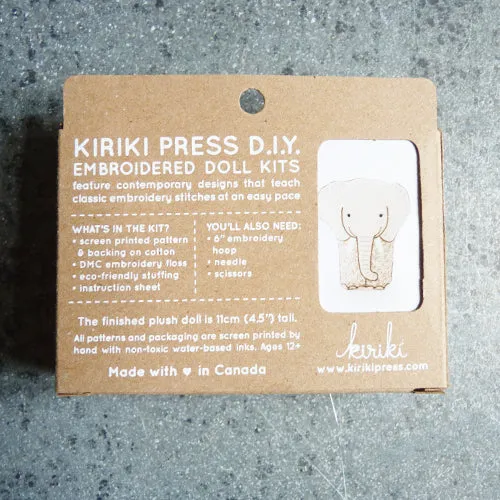 KIRIKI PRESS D.I.Y.
EMBROIDERED DOLL KITS
feature contemporary designs that teach
classic embroidery stitches at an easy pace
WHAT'S IN THE KIT?
• screen printed pattern
& backing on cotton
• DMC embroidery floss
• eco-friendly stuffing
• instruction sheet
YOU'LL ALSO NEED:
• 6" embroidery
hoop
• needle
• scissors
The finished plush doll is 11cm (4.5") tall.
All patterns and packaging are screen printed by
hand with non-toxic water-based inks. Ages 12+
Made with ♥ in Canada
kiriki
www.kirikipress.com